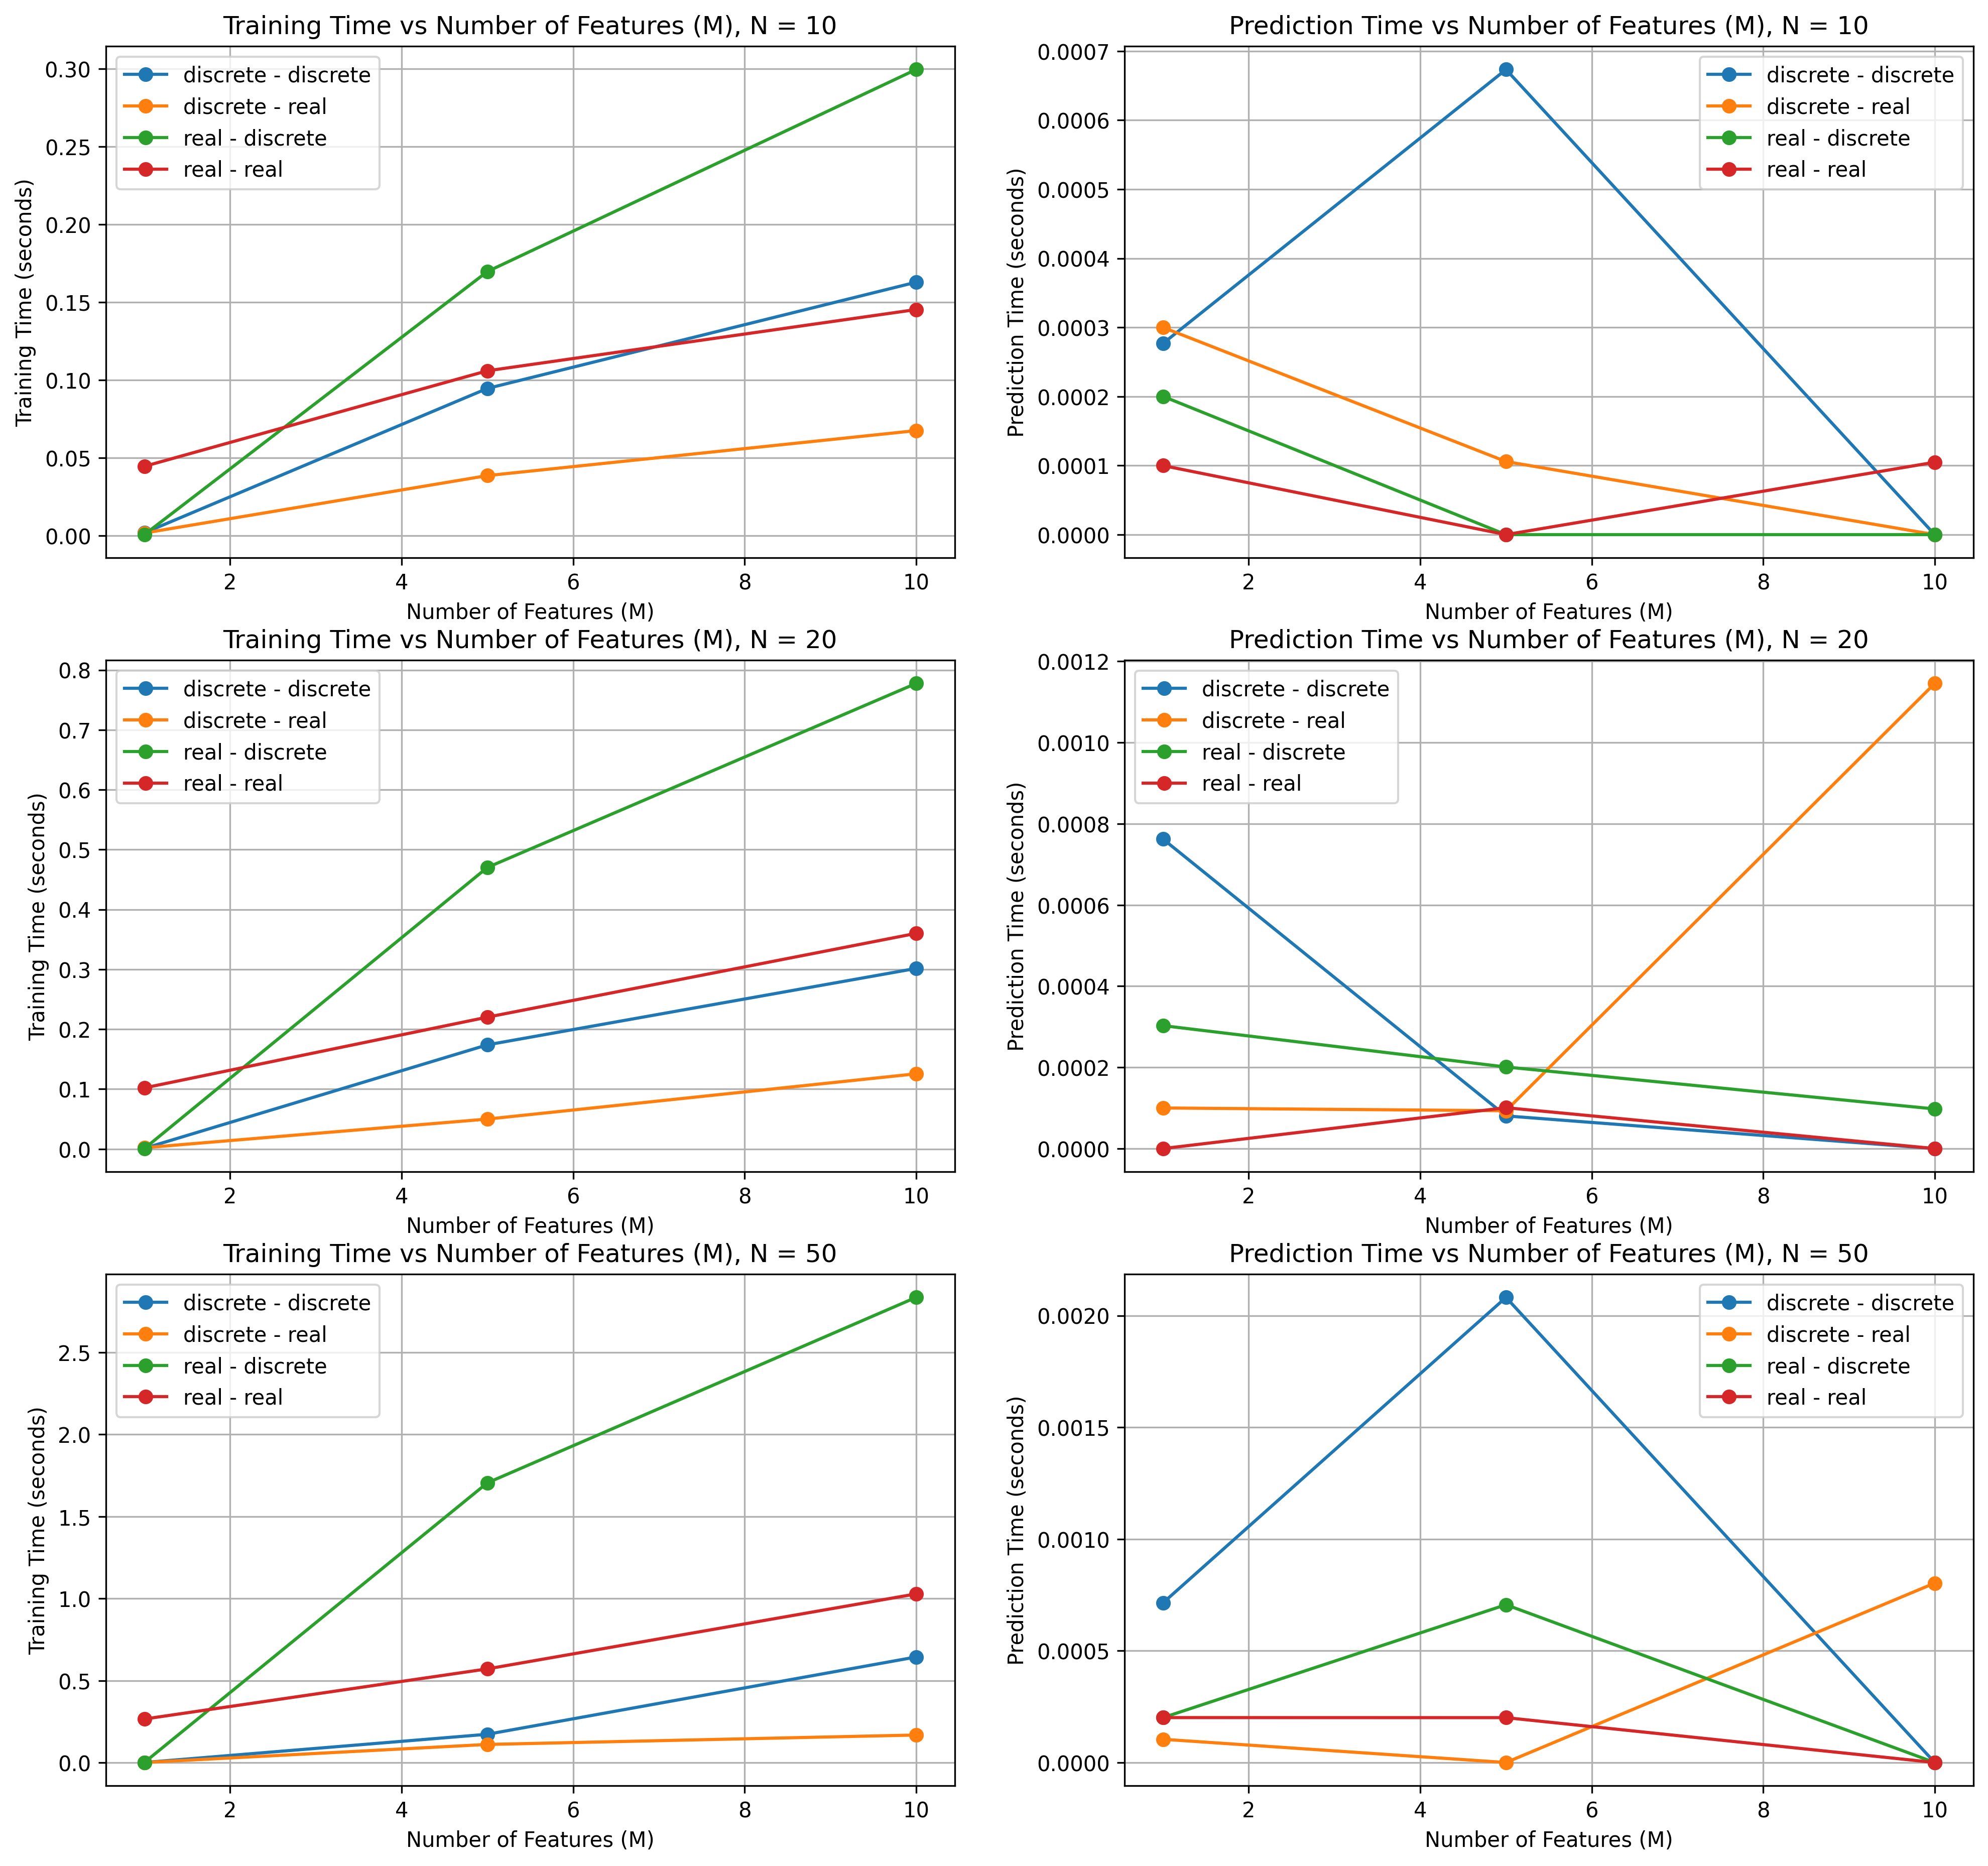 Training Time vs Number of Features (M), N = 10
Training Time (seconds)
0.30
0.25
0.20
0.15
0.10
0.05
0.00
discrete - discrete
discrete - real
real - discrete
real - real
2 4 6 8 10
Number of Features (M)
Prediction Time vs Number of Features (M), N = 10
Prediction Time (seconds)
0.0007
0.0006
0.0005
0.0004
0.0003
0.0002
0.0001
0.0000
discrete - discrete
discrete - real
real - discrete
real - real
2 4 6 8 10
Number of Features (M)
Training Time vs Number of Features (M), N = 20
Training Time (seconds)
0.8
0.7
0.6
0.5
0.4
0.3
0.2
0.1
0.0
discrete - discrete
discrete - real
real - discrete
real - real
2 4 6 8 10
Number of Features (M)
Prediction Time vs Number of Features (M), N = 20
Prediction Time (seconds)
0.0012
0.0010
0.0008
0.0006
0.0004
0.0002
0.0000
discrete - discrete
discrete - real
real - discrete
real - real
2 4 6 8 10
Number of Features (M)
Training Time vs Number of Features (M), N = 50
Training Time (seconds)
2.5
2.0
1.5
1.0
0.5
0.0
discrete - discrete
discrete - real
real - discrete
real - real
2 4 6 8 10
Number of Features (M)
Prediction Time vs Number of Features (M), N = 50
Prediction Time (seconds)
0.0020
0.0015
0.0010
0.0005
0.0000
discrete - discrete
discrete - real
real - discrete
real - real
2 4 6 8 10
Number of Features (M)